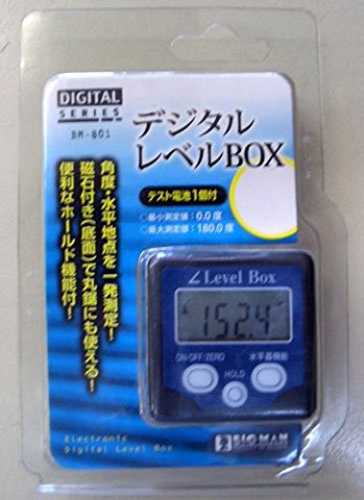 DIGITAL
SERIES
BM-801
デジタル
レベルBOX
テスト電池1個付
○最小測定値：0.0 度
○最大測定値：180.0度
角度・水平地点を一発測定！
磁石付き(底面)で丸鋸にも使える！
便利なホールド機能付！
∠Level Box
152.4
ON・OFF/ZERO
水平器機能
HOLD
Electronic
Digital Level Box
BIG MAN